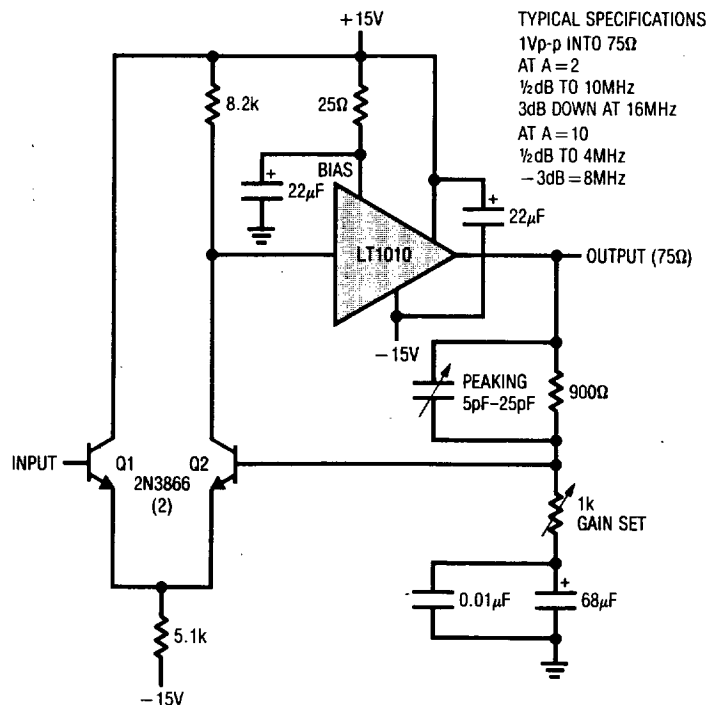 +15V
TYPICAL SPECIFICATIONS
1Vp-p INTO 75Ω
AT A=2
½dB TO 10MHz
3dB DOWN AT 16MHz
AT A=10
½dB TO 4MHz
−3dB=8MHz
8.2k
25Ω
BIAS
+
22μF
+
22μF
LT1010
OUTPUT (75Ω)
−15V
PEAKING
5pF–25pF
900Ω
INPUT
Q1
Q2
2N3866
(2)
1k
GAIN SET
0.01μF
+
68μF
5.1k
−15V